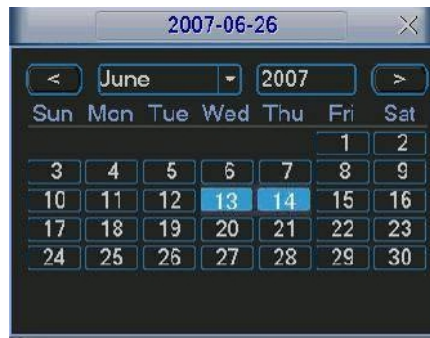 2007-06-26
< June 2007 >
Sun Mon Tue Wed Thu Fri Sat
1 2
3 4 5 6 7 8 9
10 11 12 13 14 15 16
17 18 19 20 21 22 23
24 25 26 27 28 29 30